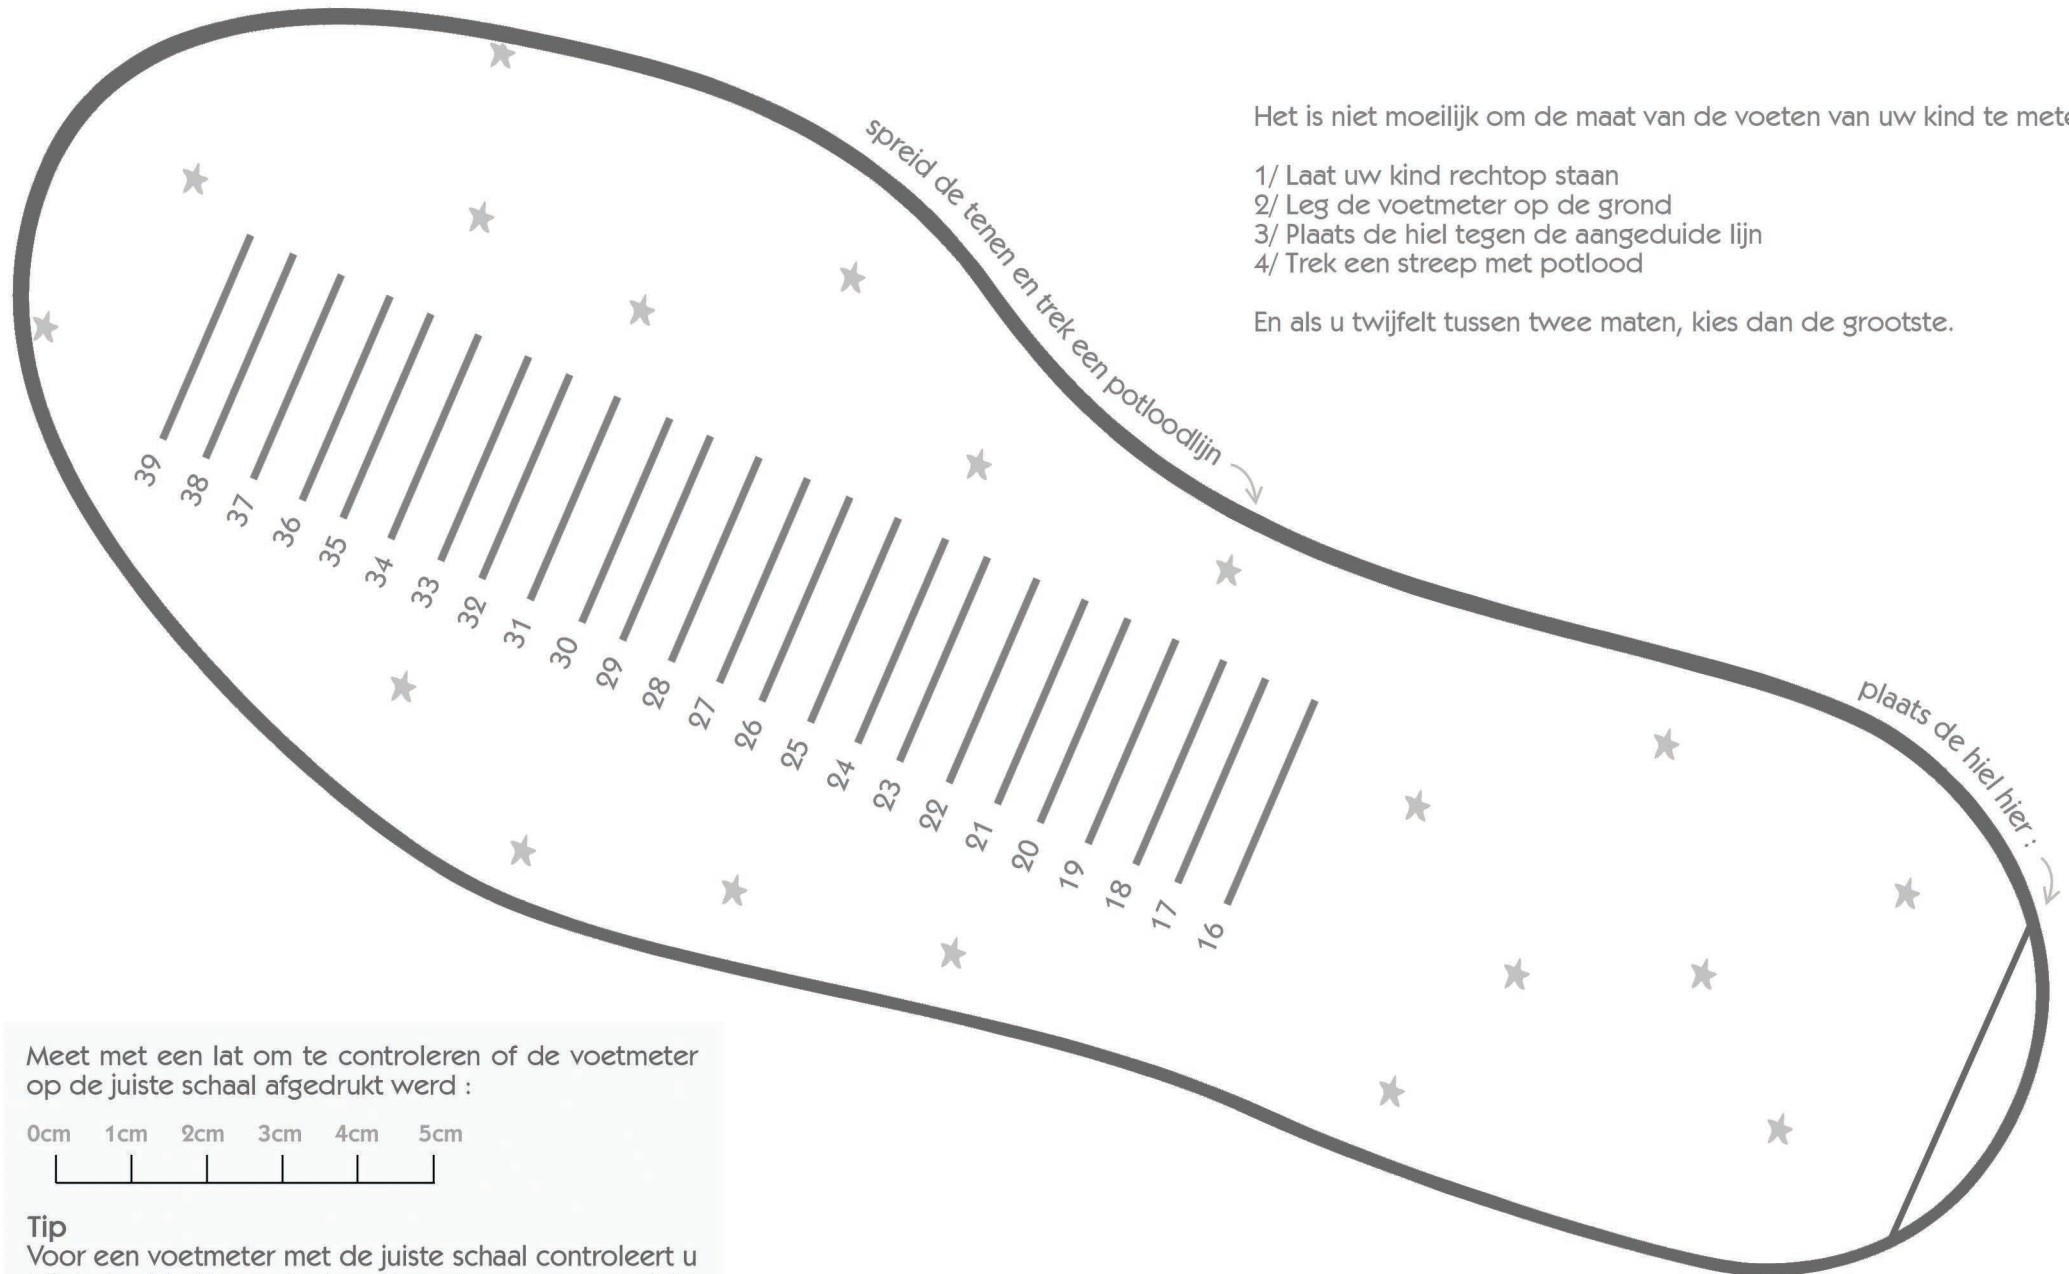 Het is niet moeilijk om de maat van de voeten van uw kind te mete
1/ Laat uw kind rechtop staan
2/ Leg de voetmeter op de grond
3/ Plaats de hiel tegen de aangeduide lijn
4/ Trek een streep met potlood
En als u twijfelt tussen twee maten, kies dan de grootste.
spreid de tenen en trek een potloodlijn
plaats de hiel hier :
39
38
37
36
35
34
33
32
31
30
29
28
27
26
25
24
23
22
21
20
19
18
17
16
Meet met een lat om te controleren of de voetmeter
op de juiste schaal afgedrukt werd :
0cm 1cm 2cm 3cm 4cm 5cm
Tip
Voor een voetmeter met de juiste schaal controleert u